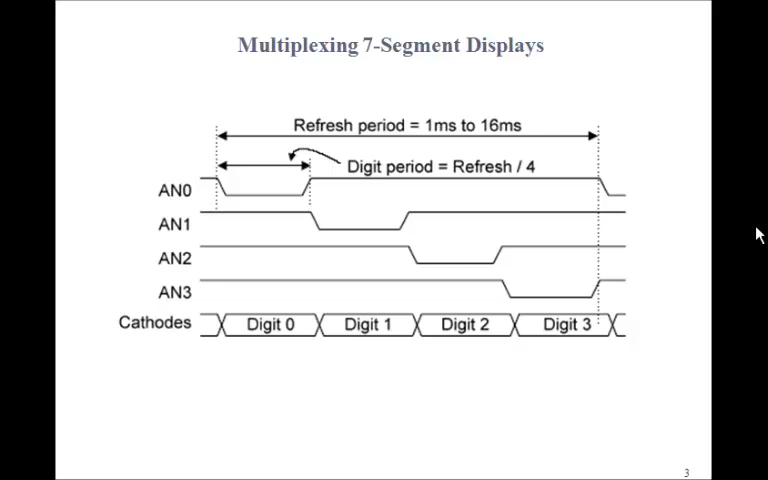 Multiplexing 7-Segment Displays
Refresh period = 1ms to 16ms
Digit period = Refresh / 4
AN0
AN1
AN2
AN3
Cathodes Digit 0 Digit 1 Digit 2 Digit 3
3